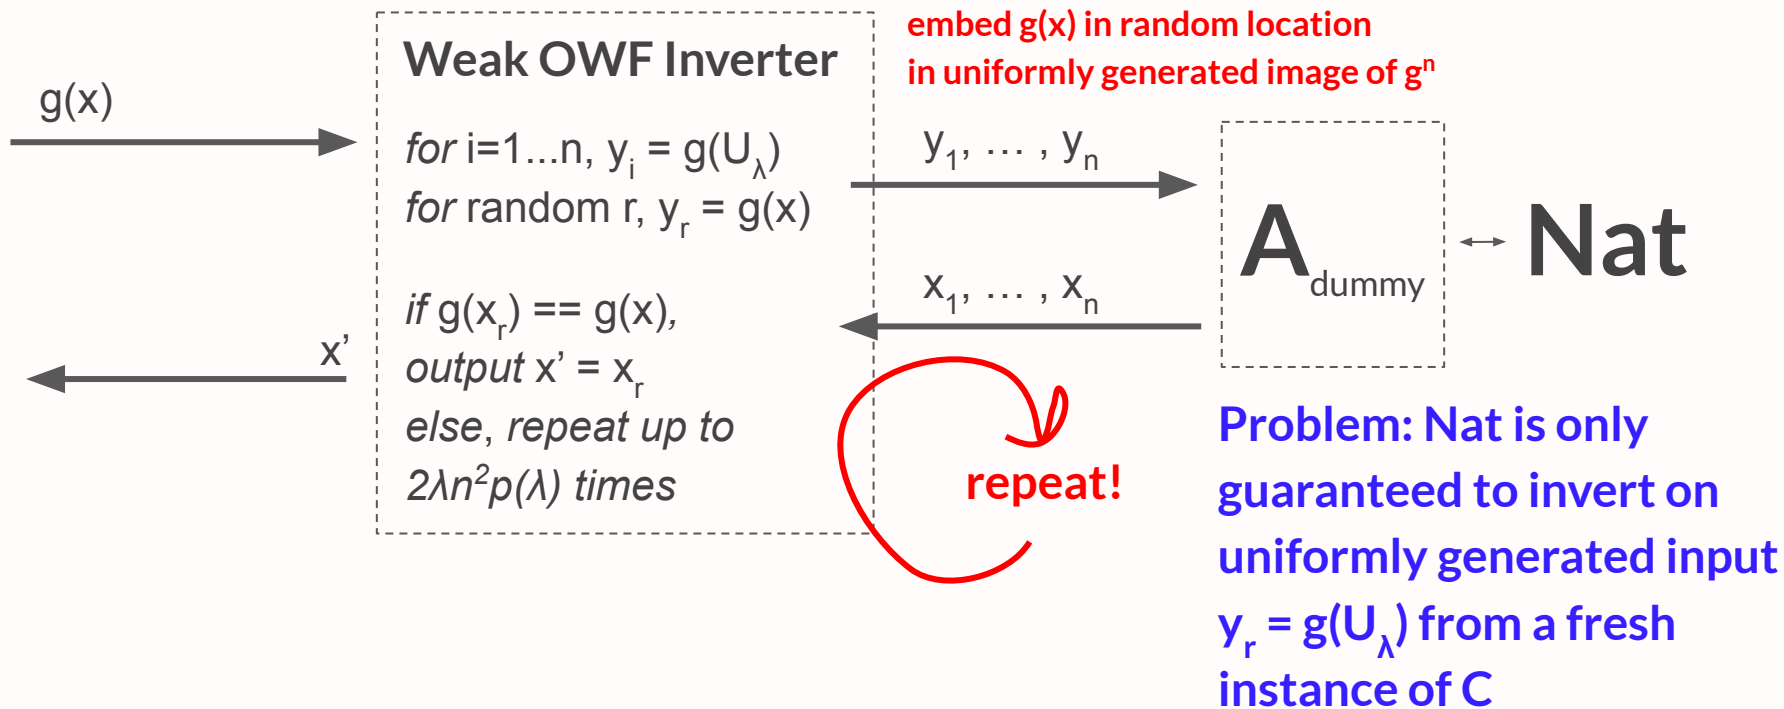 embed g(x) in random location
in uniformly generated image of gⁿ
g(x)
Weak OWF Inverter
for i=1...n, yᵢ = g(U_λ)
for random r, yᵣ = g(x)
if g(xᵣ) == g(x),
output x’ = xᵣ
else, repeat up to
2λn²p(λ) times
x’
y₁, … , yₙ
x₁, … , xₙ
repeat!
A_dummy
Nat
Problem: Nat is only
guaranteed to invert on
uniformly generated input
yᵣ = g(U_λ) from a fresh
instance of C